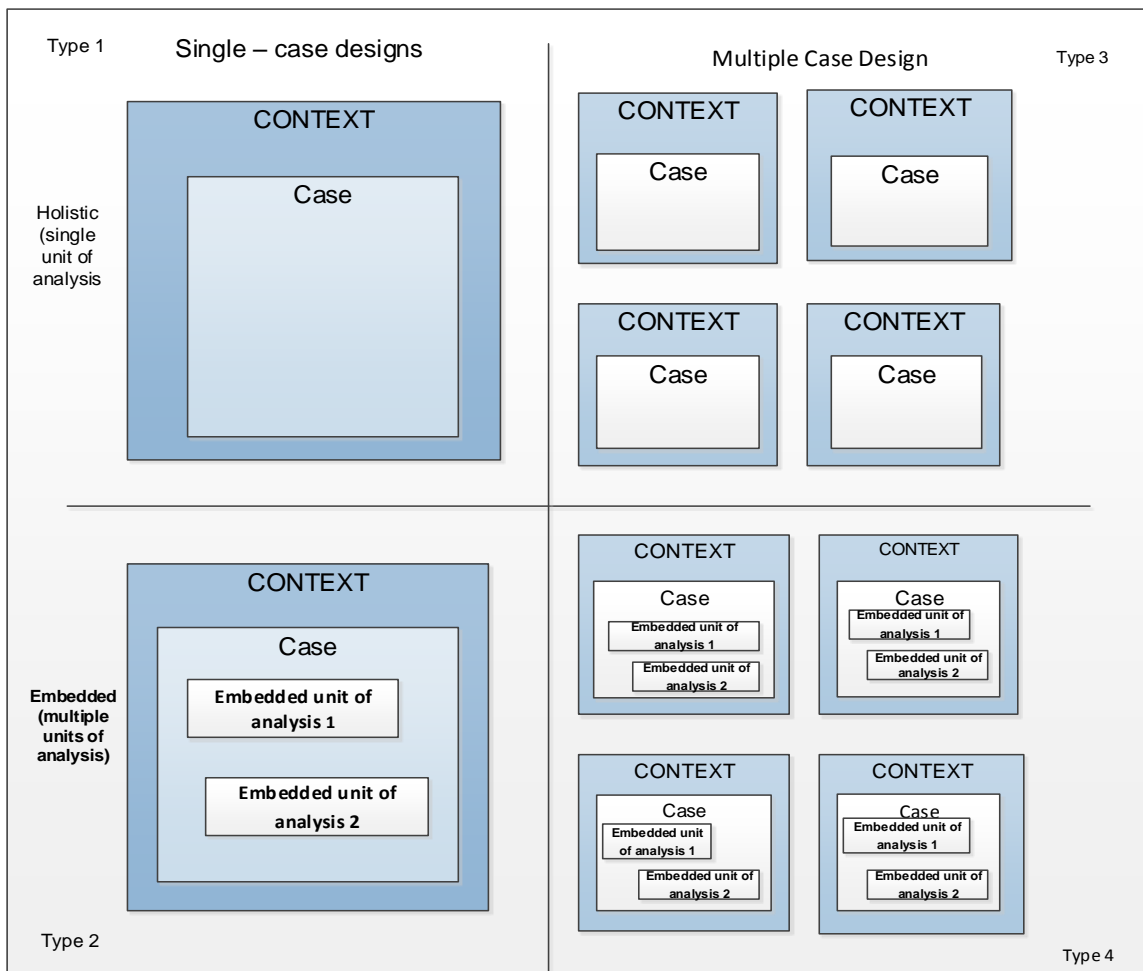 Type 1
Single – case designs
Multiple Case Design
Type 3
CONTEXT
Case
Holistic
(single
unit of
analysis
CONTEXT
Case
CONTEXT
Case
CONTEXT
Case
CONTEXT
Case
CONTEXT
Case
Embedded unit of
analysis 1
Embedded unit of
analysis 2
Embedded
(multiple
units of
analysis)
Type 2
CONTEXT
Case
Embedded unit of
analysis 1
Embedded unit of
analysis 2
CONTEXT
Case
Embedded unit of
analysis 1
Embedded unit of
analysis 2
CONTEXT
Case
Embedded unit
of analysis 1
Embedded unit of
analysis 2
CONTEXT
Case
Embedded unit of
analysis 1
Embedded unit of
analysis 2
Type 4